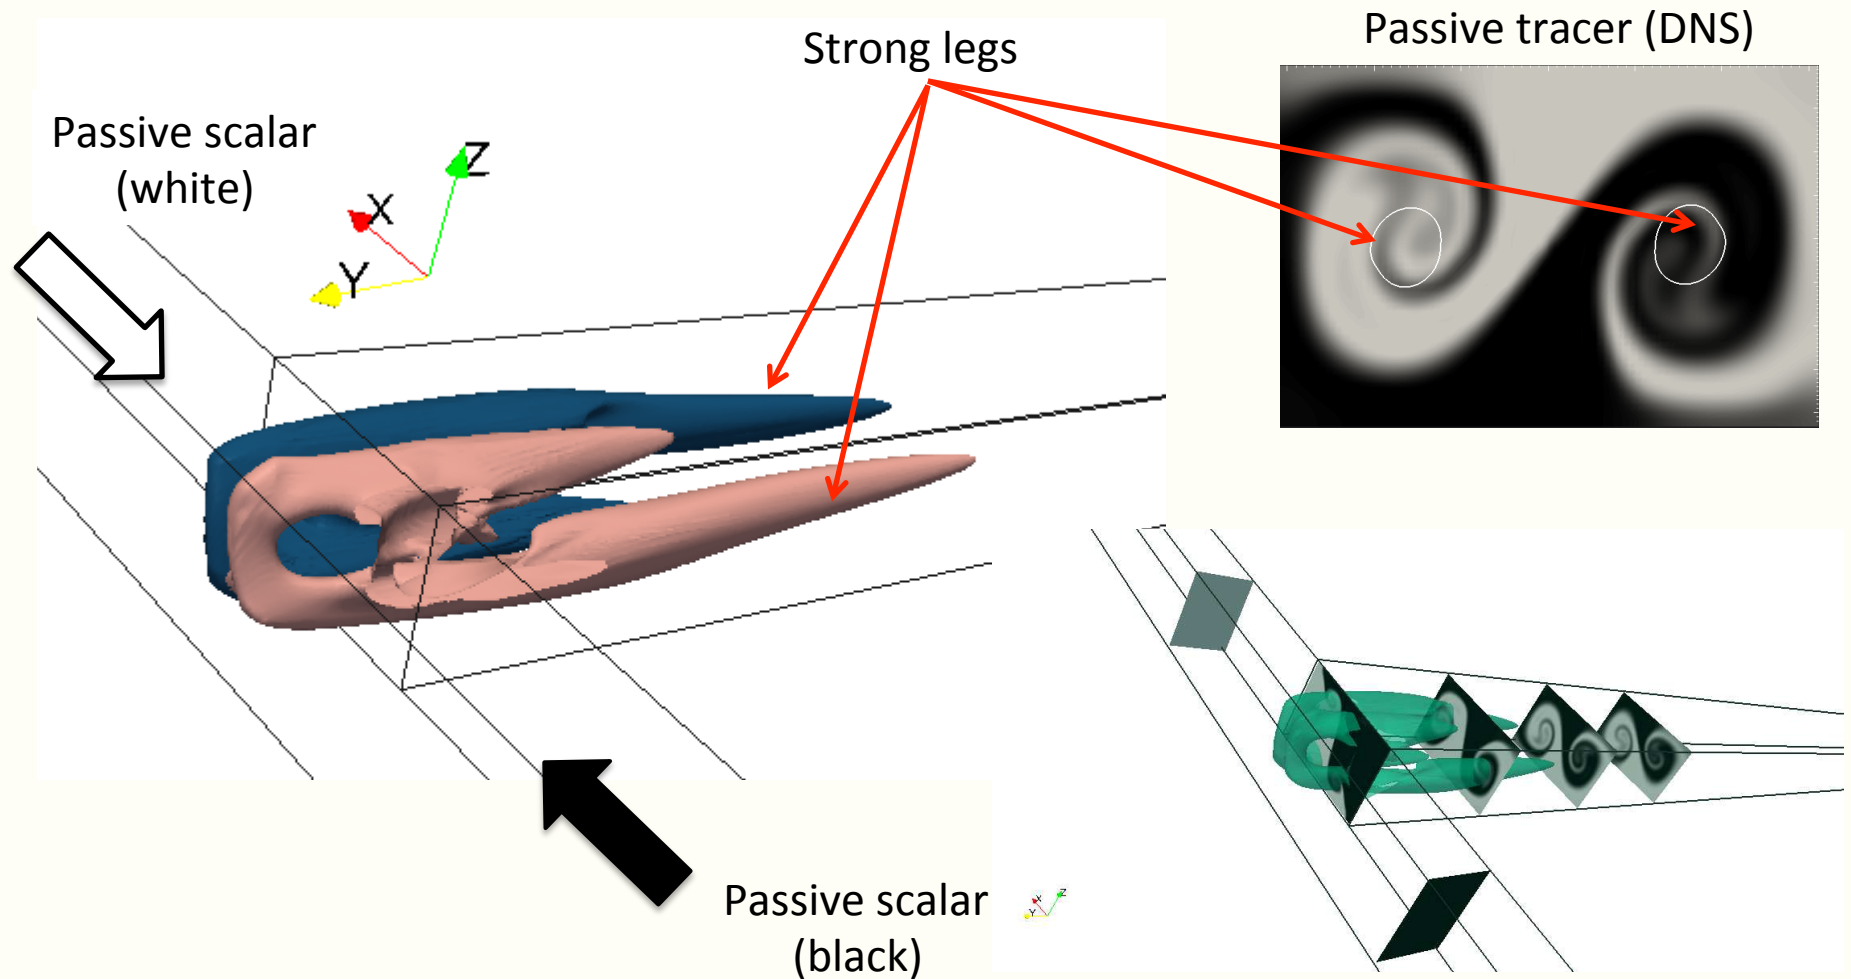 Passive tracer (DNS)
Strong legs
Passive scalar
(white)
Z
X
Y
Passive scalar
(black)
X
Z
Y